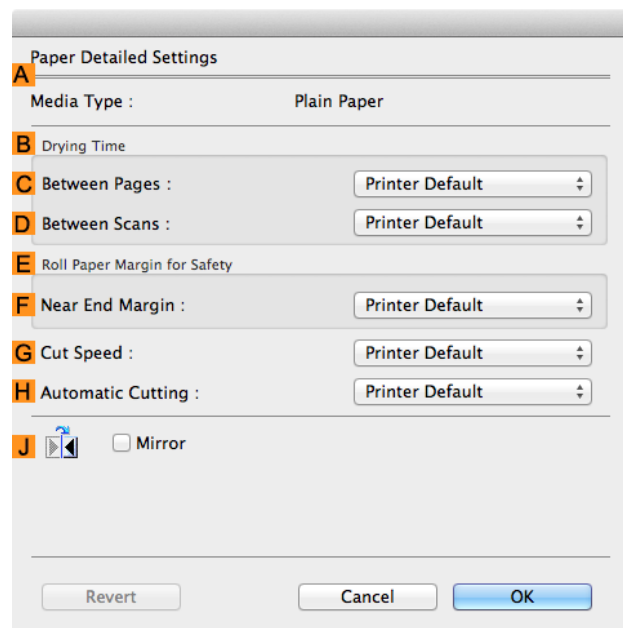 Paper Detailed Settings
A
Media Type : Plain Paper
B Drying Time
C Between Pages : Printer Default
D Between Scans : Printer Default
E Roll Paper Margin for Safety
F Near End Margin : Printer Default
G Cut Speed : Printer Default
H Automatic Cutting : Printer Default
J Mirror
Revert Cancel OK